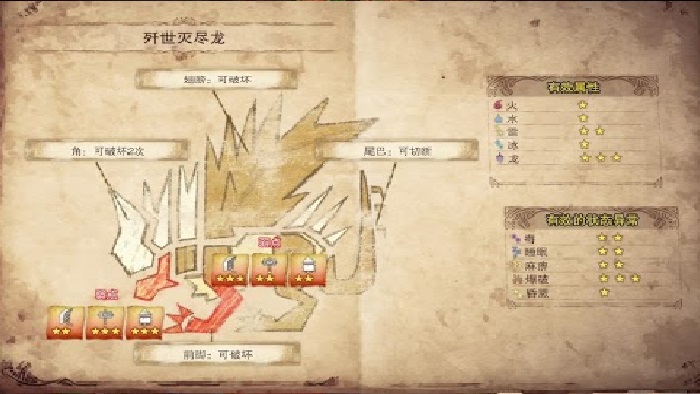 歼世灭尽龙
翅膀：可破坏
角：可破坏2次
尾巴：可切断
弱点
弱点
前脚：可破坏
有效属性
火
水
雷
冰
龙
有效的状态异常
毒
睡眠
麻痹
爆破
昏厥